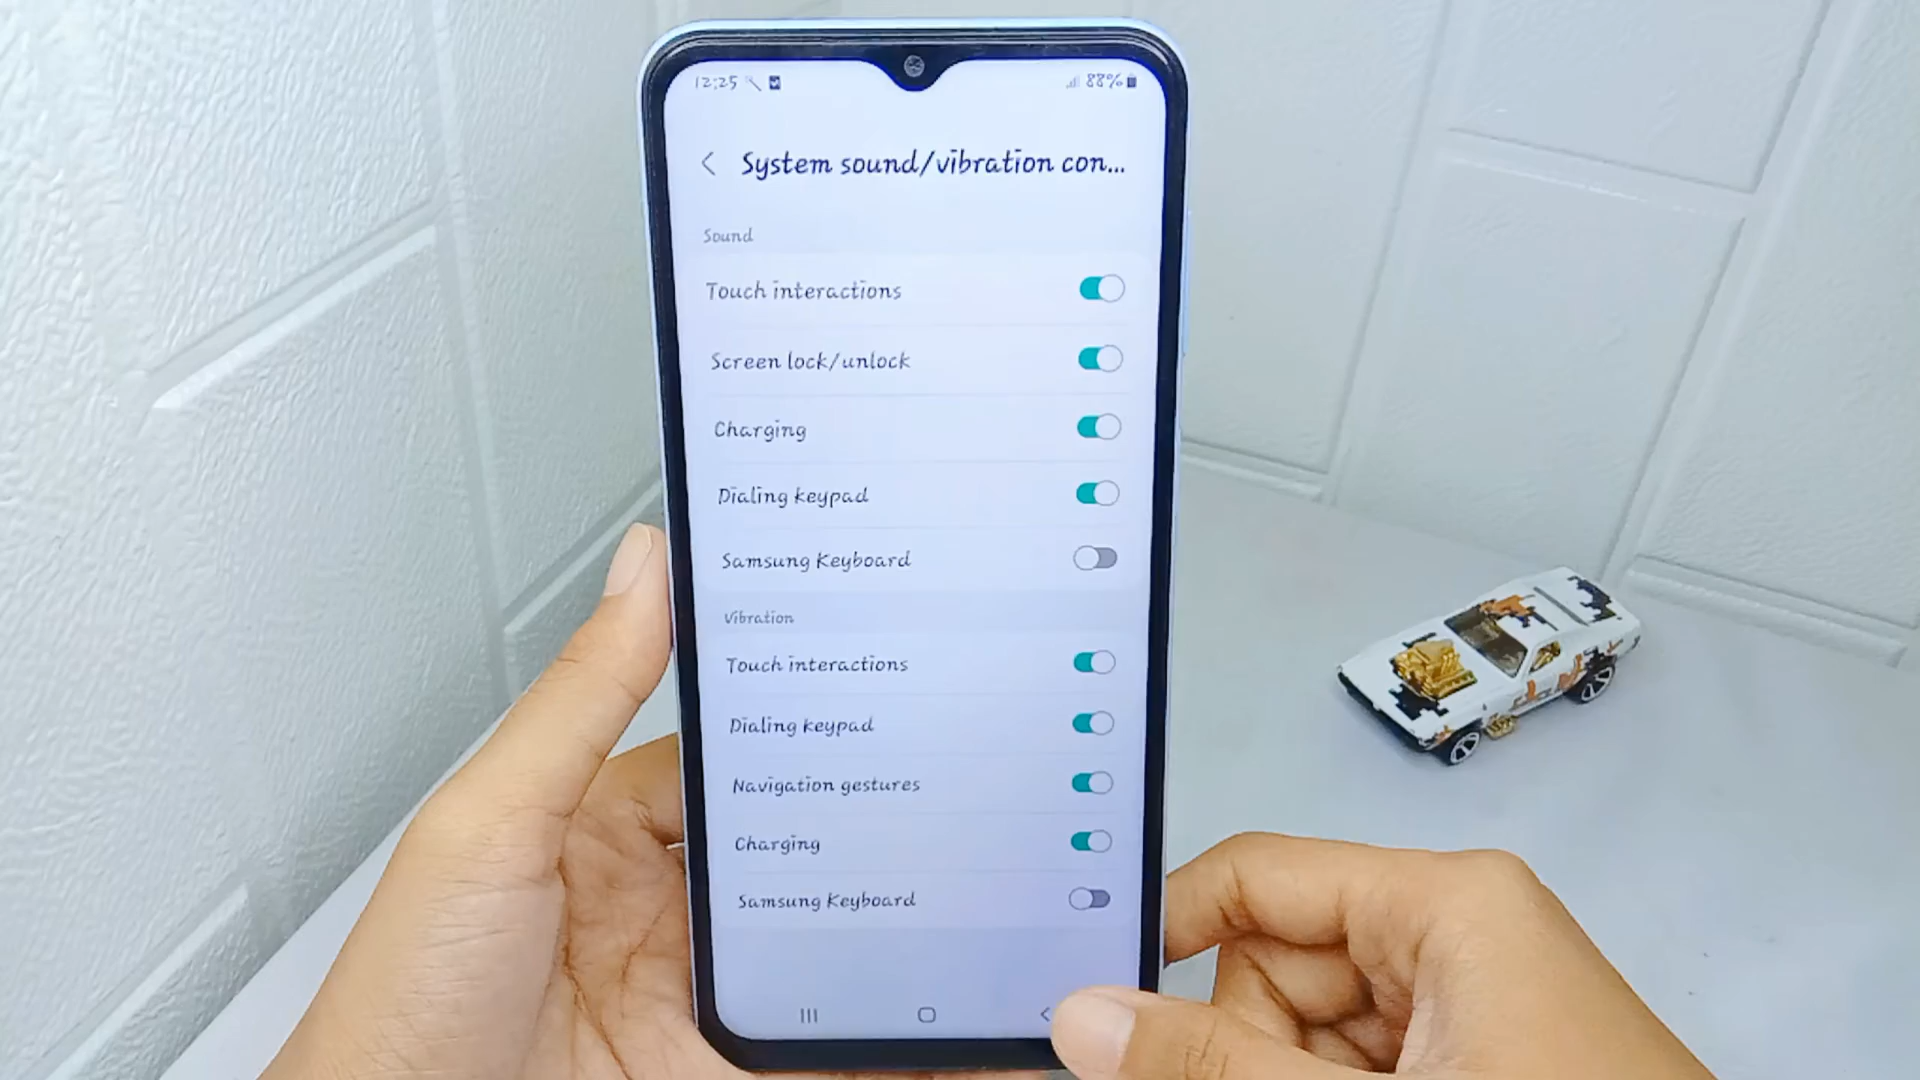 12:25 88%
System sound/vibration con...
Sound
Touch interactions
Screen lock/unlock
Charging
Dialing keypad
Samsung Keyboard
Vibration
Touch interactions
Dialing keypad
Navigation gestures
Charging
Samsung Keyboard